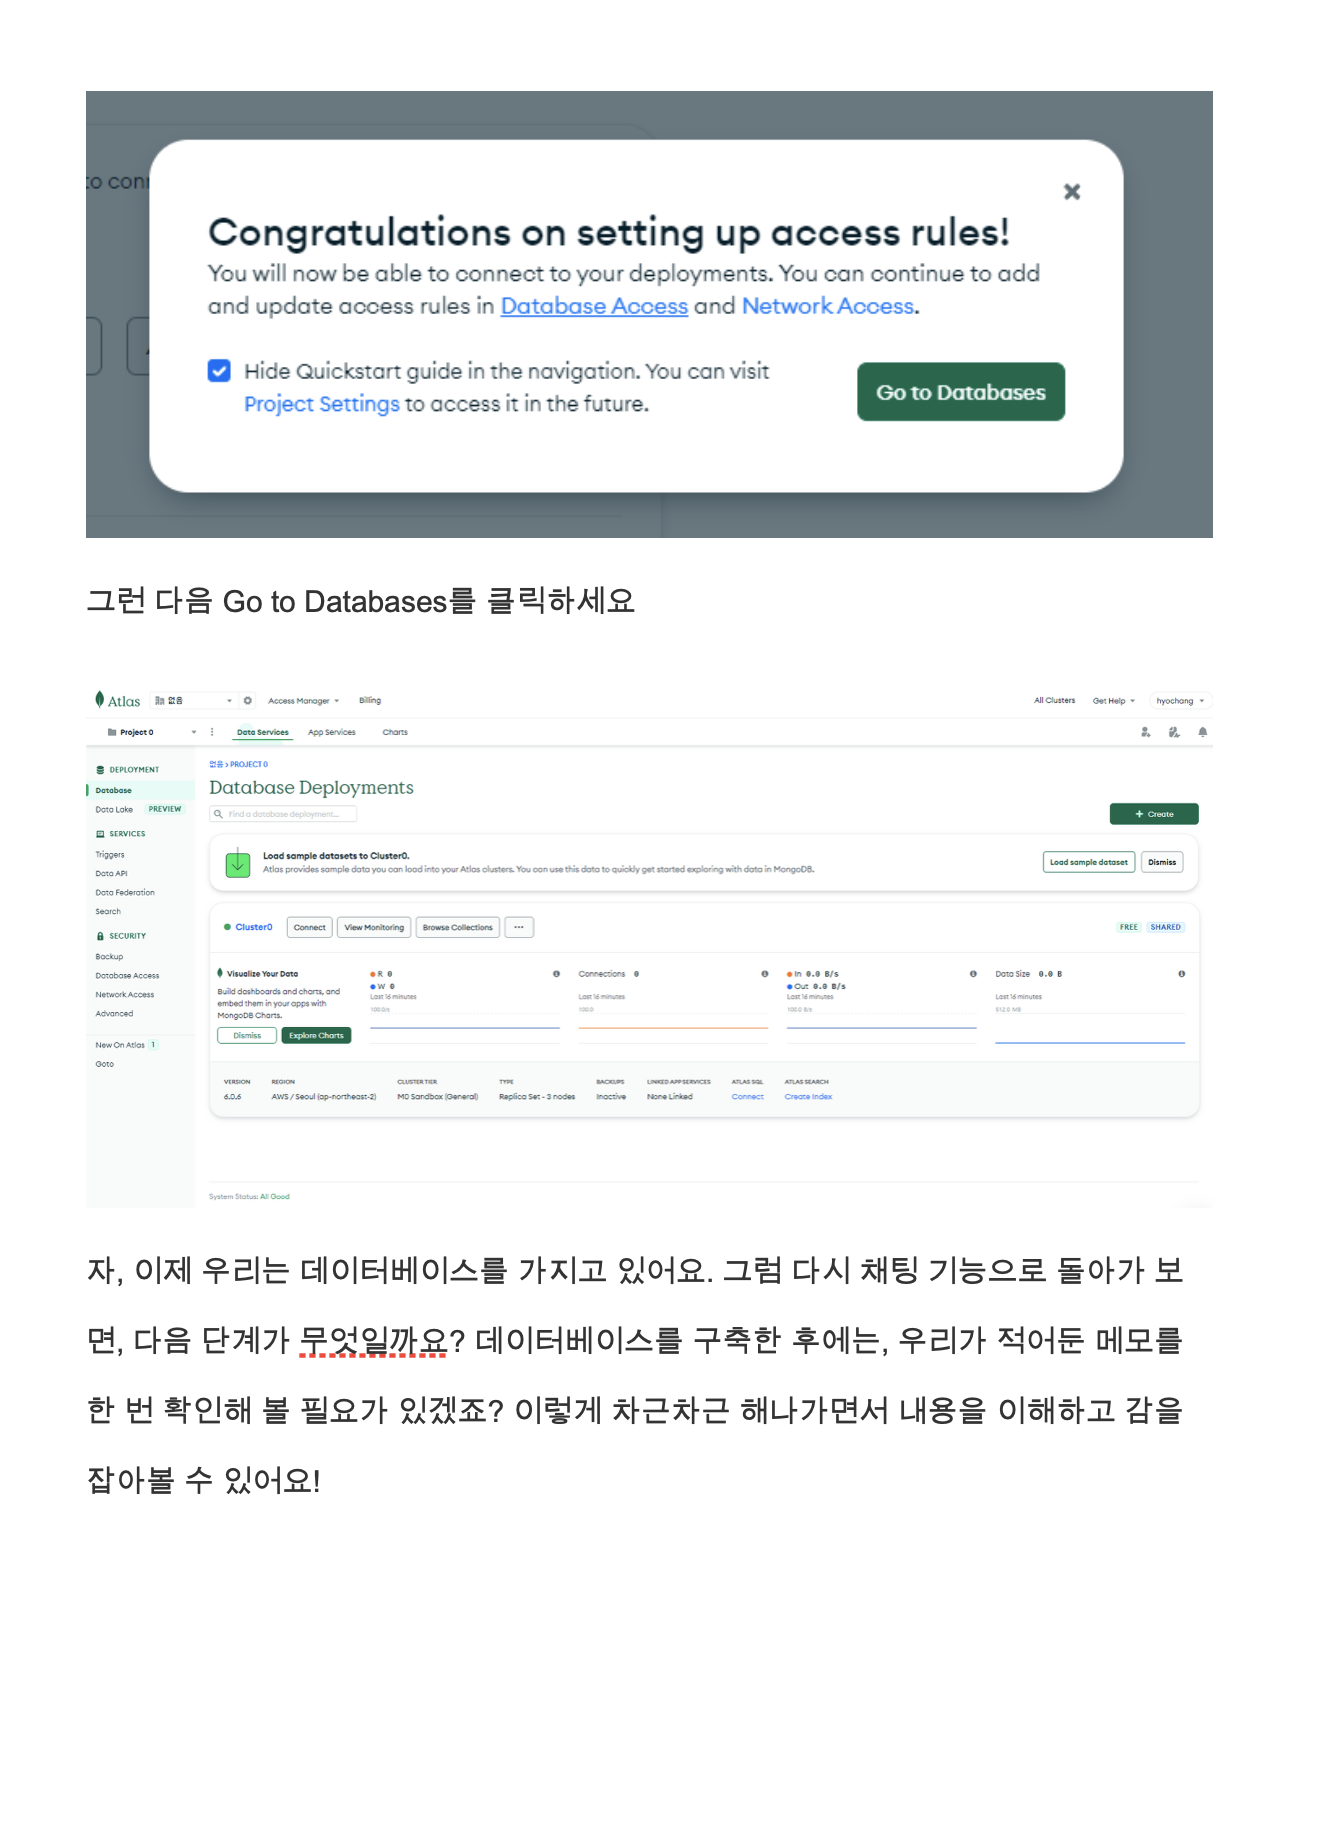 to conn
Congratulations on setting up access rules!
You will now be able to connect to your deployments. You can continue to add
and update access rules in Database Access and Network Access.
Hide Quickstart guide in the navigation. You can visit
Project Settings to access it in the future.
Go to Databases
그런 다음 Go to Databases를 클릭하세요
Atlas 없음 Access Manager Billing All Clusters Get Help hyochang
Project 0 Data Services App Services Charts
DEPLOYMENT
Database
Data Lake PREVIEW
SERVICES
Triggers
Data API
Data Federation
Search
SECURITY
Backup
Database Access
Network Access
Advanced
New On Atlas 1
Goto
없음 > PROJECT 0
Database Deployments
Find a database deployment...
+ Create
Load sample datasets to Cluster0.
Atlas provides sample data you can load into your Atlas clusters. You can use this data to quickly get started exploring with data in MongoDB.
Load sample dataset Dismiss
Cluster0 Connect View Monitoring Browse Collections ... FREE SHARED
Visualize Your Data
Build dashboards and charts, and
embed them in your apps with
MongoDB Charts.
Dismiss Explore Charts
R 0
W 0
Last 16 minutes
100.0/s
Connections 0
Last 16 minutes
100.0
In 0.0 B/s
Out 0.0 B/s
Last 16 minutes
100.0 B/s
Data Size 0.0 B
Last 16 minutes
512.0 MB
VERSION REGION CLUSTER TIER TYPE BACKUPS LINKED APP SERVICES ATLAS SQL ATLAS SEARCH
6.0.6 AWS / Seoul (ap-northeast-2) M0 Sandbox (General) Replica Set - 3 nodes Inactive None Linked Connect Create Index
System Status: All Good
자, 이제 우리는 데이터베이스를 가지고 있어요. 그럼 다시 채팅 기능으로 돌아가 보
면, 다음 단계가 무엇일까요? 데이터베이스를 구축한 후에는, 우리가 적어둔 메모를
한 번 확인해 볼 필요가 있겠죠? 이렇게 차근차근 해나가면서 내용을 이해하고 감을
잡아볼 수 있어요!